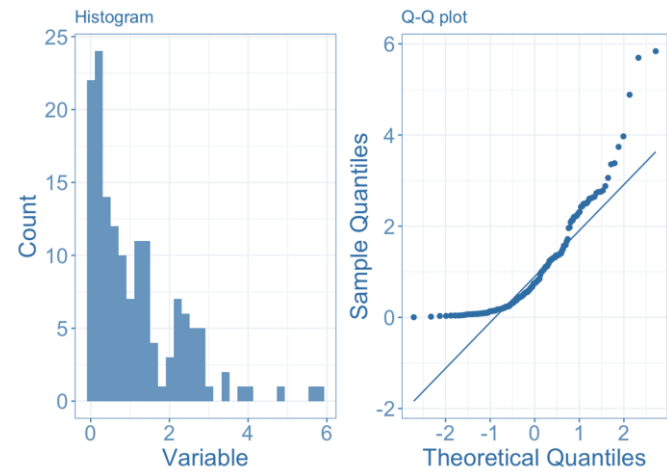 Histogram
25
20
15
10
5
0
Count
0 2 4 6
Variable
Q-Q plot
6
4
2
0
-2
Sample Quantiles
-2 -1 0 1 2
Theoretical Quantiles